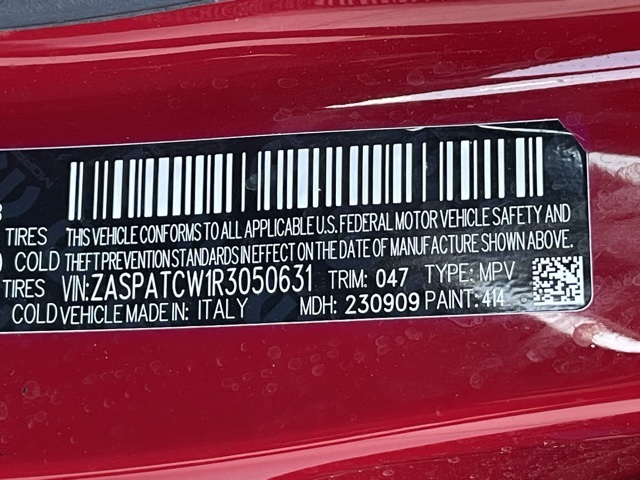 TIRES THIS VEHICLE CONFORMS TO ALL APPLICABLE U.S. FEDERAL MOTOR VEHICLE SAFETY AND
COLD THEFT PREVENTION STANDARDS IN EFFECT ON THE DATE OF MANUFACTURE SHOWN ABOVE.
TIRES VIN:ZASPATCW1R3050631 TRIM: 047 TYPE: MPV
COLD VEHICLE MADE IN: ITALY MDH: 230909 PAINT: 414